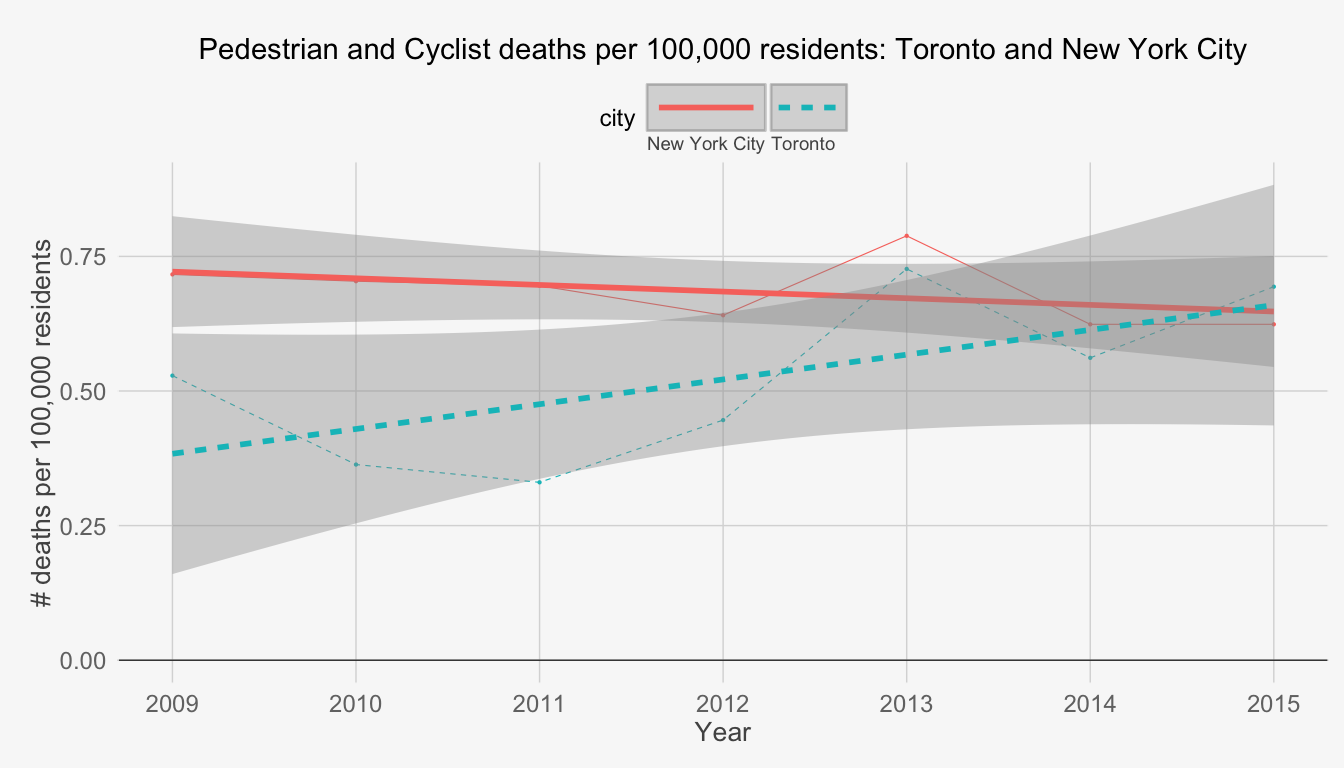 Pedestrian and Cyclist deaths per 100,000 residents: Toronto and New York City
city
New York City Toronto
# deaths per 100,000 residents
0.75
0.50
0.25
0.00
2009 2010 2011 2012 2013 2014 2015
Year